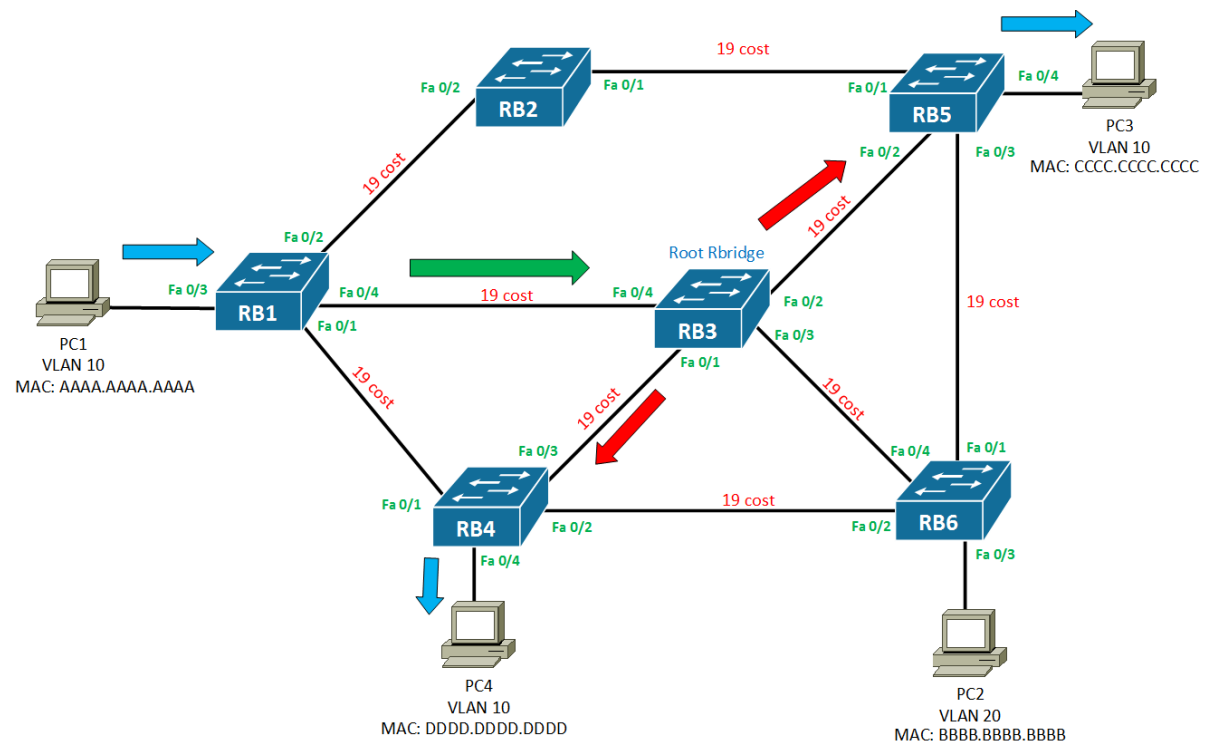 19 cost
Fa 0/2
Fa 0/1
Fa 0/1
Fa 0/4
RB2
RB5
PC3
VLAN 10
MAC: CCCC.CCCC.CCCC
Fa 0/2
Fa 0/3
19 cost
19 cost
Fa 0/2
Root Rbridge
Fa 0/3
Fa 0/4
19 cost
Fa 0/4
Fa 0/2
19 cost
RB1
RB3
Fa 0/1
Fa 0/3
PC1
VLAN 10
MAC: AAAA.AAAA.AAAA
Fa 0/1
19 cost
19 cost
19 cost
Fa 0/3
Fa 0/4
Fa 0/1
Fa 0/1
19 cost
RB4
Fa 0/2
Fa 0/2
RB6
Fa 0/4
Fa 0/3
PC4
VLAN 10
MAC: DDDD.DDDD.DDDD
PC2
VLAN 20
MAC: BBBB.BBBB.BBBB